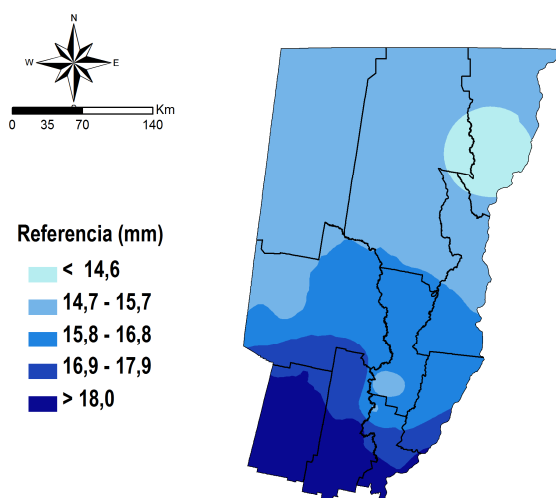 N
W E
S
Km
0 35 70 140
Referencia (mm)
< 14,6
14,7 - 15,7
15,8 - 16,8
16,9 - 17,9
> 18,0